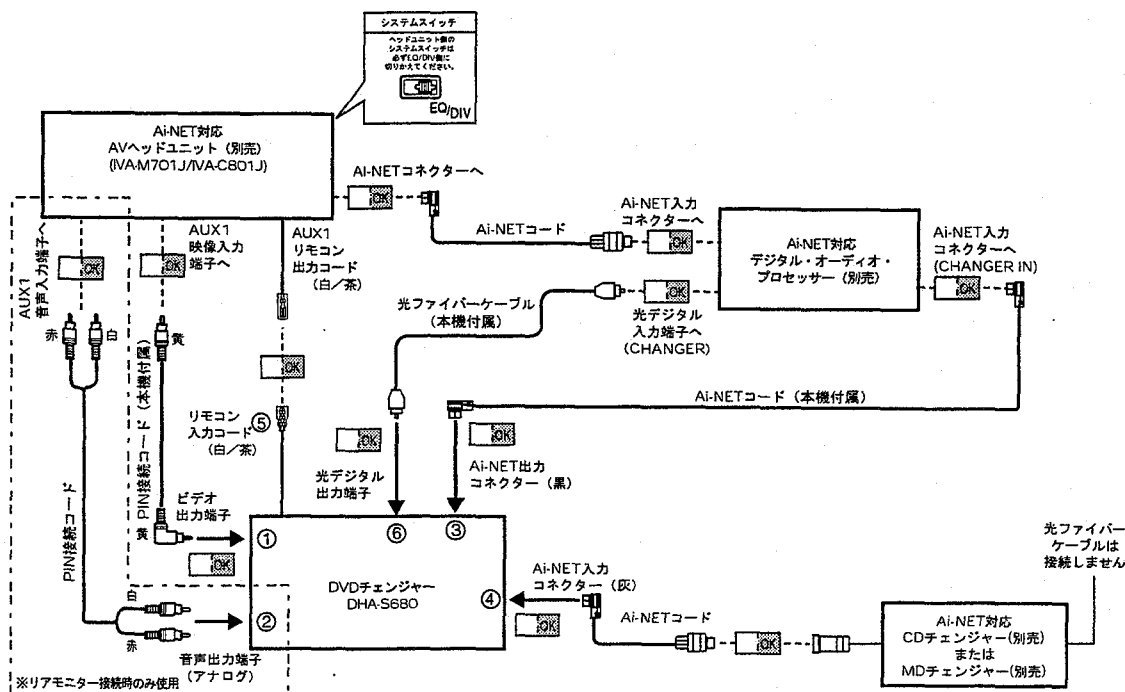 システムスイッチ
ヘッドユニット側の
システムスイッチは
必ずEQ/DIV側に
切りかえてください。
EQ/DIV
Ai-NET対応
AVヘッドユニット（別売）
(IVA-M701J/IVA-C801J)
Ai-NETコネクターへ
OK
Ai-NETコード
Ai-NET入力
コネクターへ
OK
Ai-NET対応
デジタル・オーディオ・
プロセッサー（別売）
Ai-NET入力
コネクターへ
(CHANGER IN)
OK
AUX1
音声入力端子へ
OK
赤
白
AUX1
映像入力
端子へ
OK
黄
AUX1
リモコン
出力コード
（白／茶）
OK
光ファイバーケーブル
（本機付属）
OK
光デジタル
入力端子へ
(CHANGER)
Ai-NETコード（本機付属）
リモコン
入力コード
（白／茶）
⑤
OK
光デジタル
出力端子
OK
Ai-NET出力
コネクター（黒）
PIN接続コード
PIN接続コード（本機付属）
ビデオ
出力端子
黄
OK
①
⑥
③
DVDチェンジャー
DHA-S680
④
②
白
赤
音声出力端子
（アナログ）
※リアモニター接続時のみ使用
Ai-NET入力
コネクター（灰）
OK
Ai-NETコード
OK
光ファイバー
ケーブルは
接続しません
Ai-NET対応
CDチェンジャー(別売)
または
MDチェンジャー(別売)